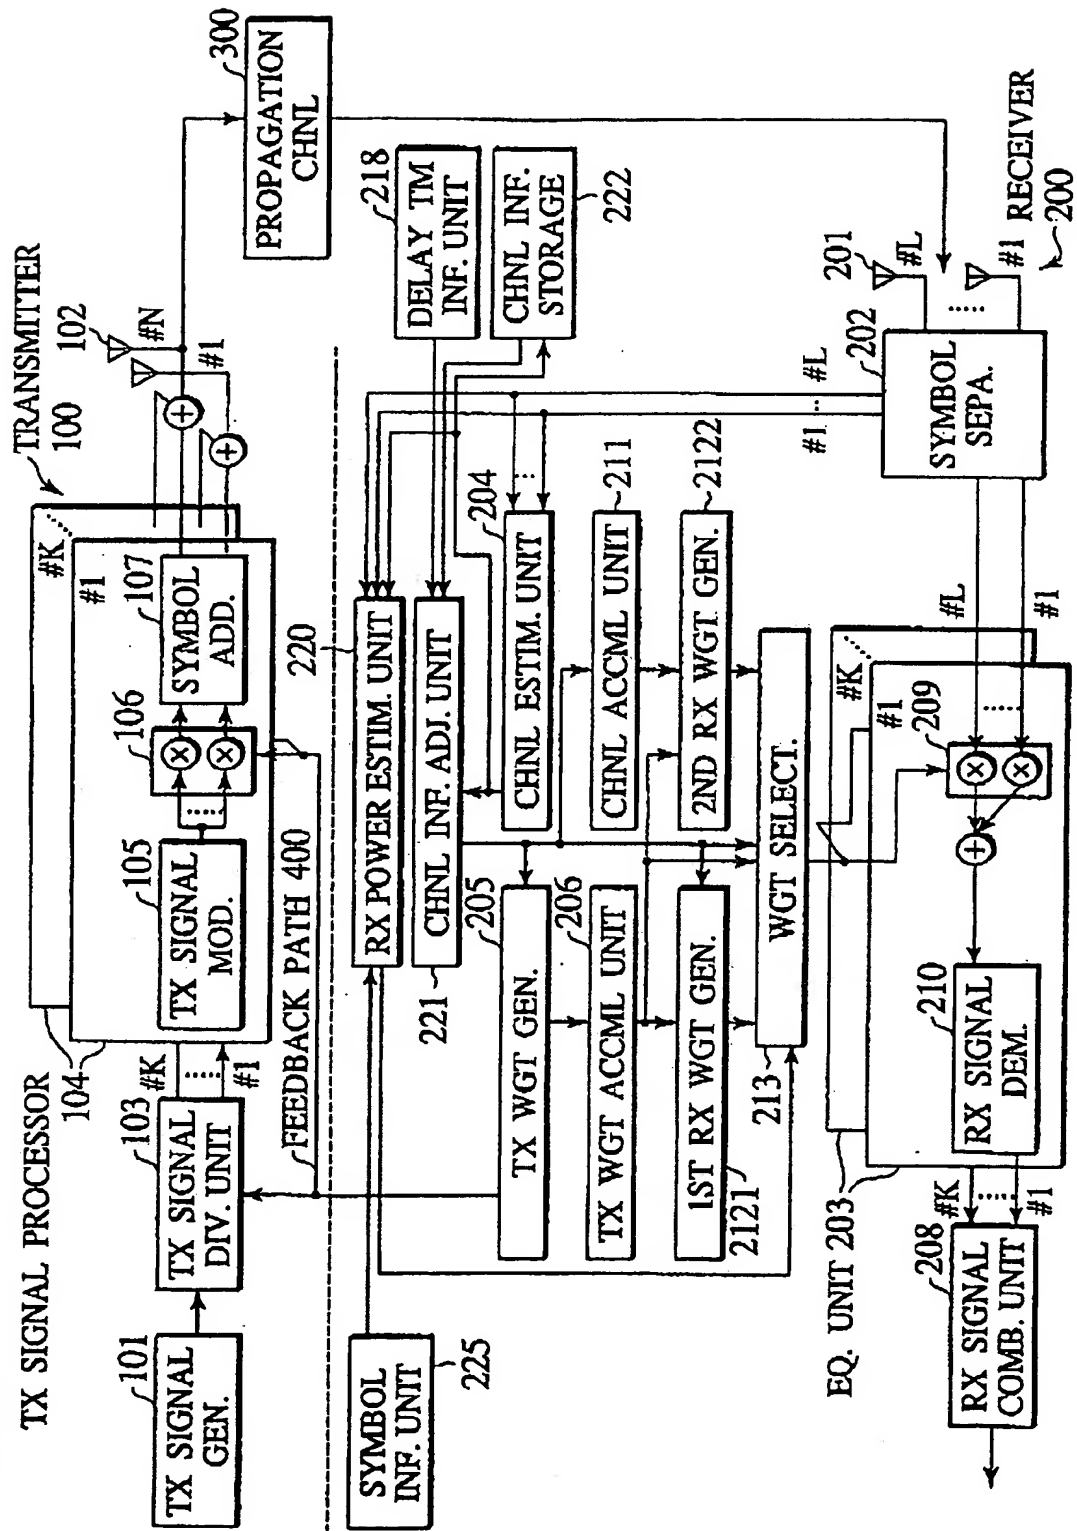 TX SIGNAL PROCESSOR
TRANSMITTER
100
104
#K
#1
101
TX SIGNAL
GEN.
103
TX SIGNAL
DIV. UNIT
#K
#1
105
TX SIGNAL
MOD.
106
×
×
107
SYMBOL
ADD.
+
+
102
#N
#1
300
PROPAGATION
CHNL
FEEDBACK PATH 400
SYMBOL
INF. UNIT
225
220
RX POWER ESTIM. UNIT
221
CHNL INF. ADJ. UNIT
218
DELAY TM
INF. UNIT
CHNL INF.
STORAGE
222
205
TX WGT GEN.
204
CHNL ESTIM. UNIT
206
TX WGT ACCML UNIT
211
CHNL ACCML UNIT
2121
1ST RX WGT GEN.
2122
2ND RX WGT GEN.
213
WGT SELECT.
#1
#L
201
#L
#1
RECEIVER
200
202
SYMBOL
SEPA.
#L
#1
EQ. UNIT 203
#K
#1
209
×
×
+
210
RX SIGNAL
DEM.
#K
#1
208
RX SIGNAL
COMB. UNIT